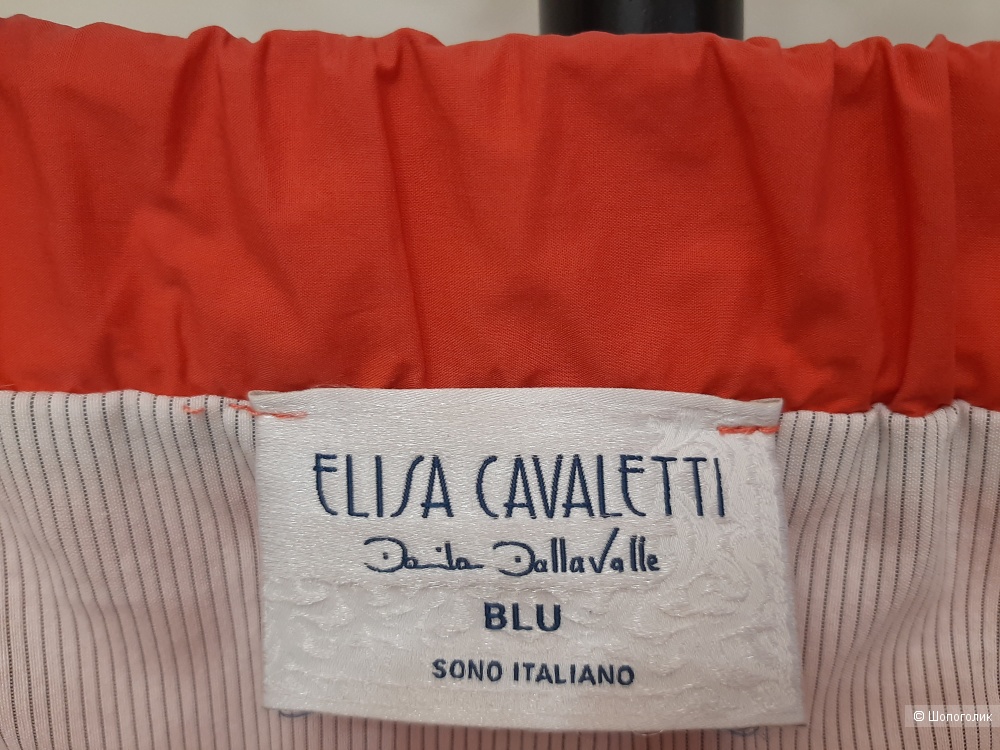 ELISA CAVALETTI
Daniela DallaValle
BLU
SONO ITALIANO
© Шопоголик